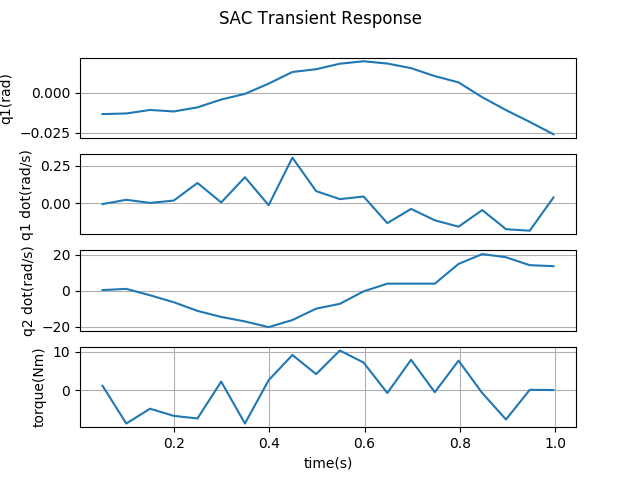 SAC Transient Response
q1(rad)
0.000
−0.025
q1 dot(rad/s)
0.25
0.00
q2 dot(rad/s)
20
0
−20
torque(Nm)
10
0
0.2 0.4 0.6 0.8 1.0
time(s)